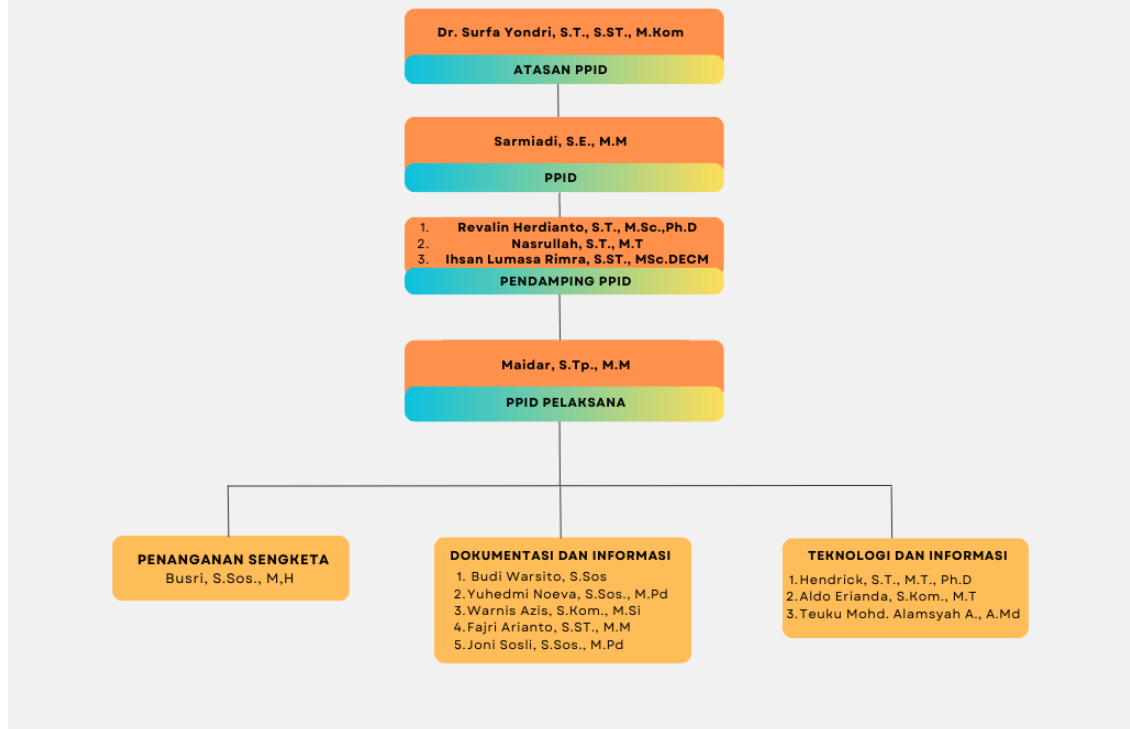 Dr. Surfa Yondri, S.T., S.ST., M.Kom
ATASAN PPID
Sarmiadi, S.E., M.M
PPID
1. Revalin Herdianto, S.T., M.Sc.,Ph.D
2. Nasrullah, S.T., M.T
3. Ihsan Lumasa Rimra, S.ST., MSc.DECM
PENDAMPING PPID
Maidar, S.Tp., M.M
PPID PELAKSANA
PENANGANAN SENGKETA
Busri, S.Sos., M,H
DOKUMENTASI DAN INFORMASI
1. Budi Warsito, S.Sos
2.Yuhedmi Noeva, S.Sos., M.Pd
3.Warnis Azis, S.Kom., M.Si
4.Fajri Arianto, S.ST., M.M
5.Joni Sosli, S.Sos., M.Pd
TEKNOLOGI DAN INFORMASI
1.Hendrick, S.T., M.T., Ph.D
2.Aldo Erianda, S.Kom., M.T
3.Teuku Mohd. Alamsyah A., A.Md